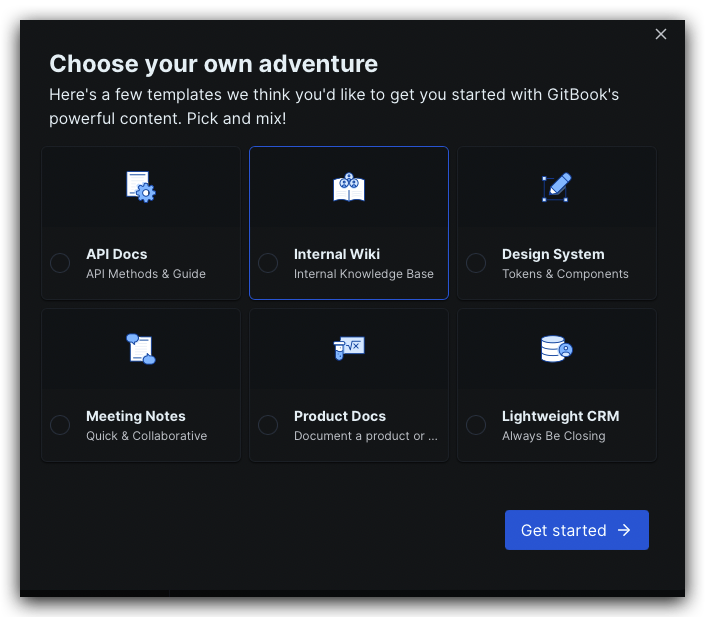 Choose your own adventure
Here's a few templates we think you'd like to get you started with GitBook's
powerful content. Pick and mix!
API Docs
API Methods & Guide
Internal Wiki
Internal Knowledge Base
Design System
Tokens & Components
Meeting Notes
Quick & Collaborative
√x
Product Docs
Document a product or ...
Lightweight CRM
Always Be Closing
Get started →